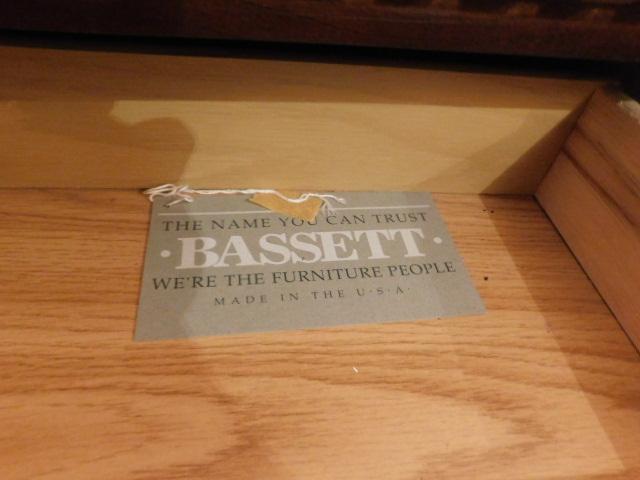 THE NAME YOU CAN TRUST
·BASSETT·
WE'RE THE FURNITURE PEOPLE
MADE IN THE U·S·A·